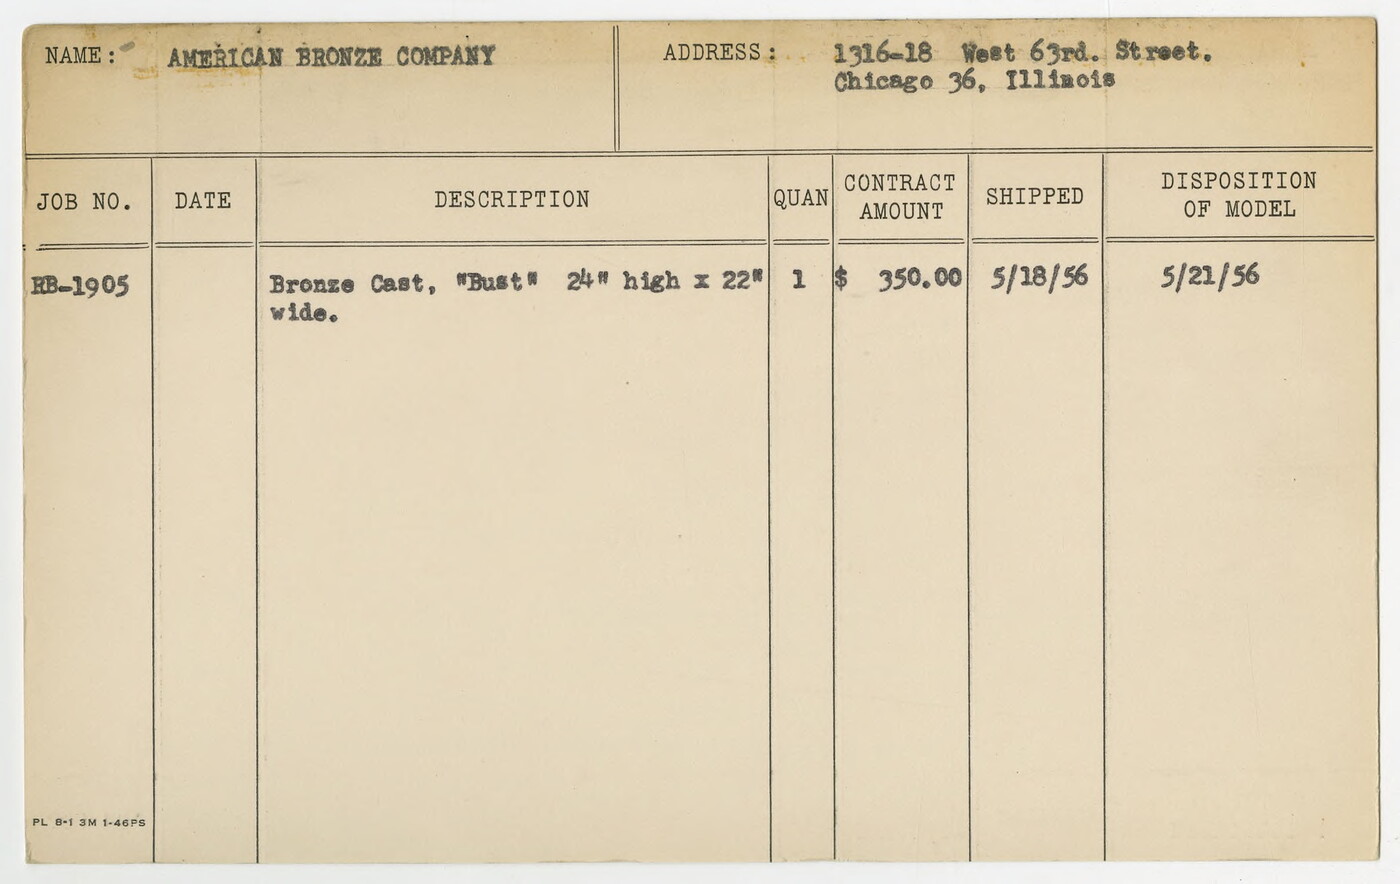 NAME: AMERICAN BRONZE COMPANY ADDRESS: 1316-18 West 63rd. Street.
Chicago 36, Illinois
JOB NO. DATE DESCRIPTION QUAN CONTRACT AMOUNT SHIPPED DISPOSITION OF MODEL
RB-1905 Bronze Cast, "Bust" 24" high x 22" 1 $ 350.00 5/18/56 5/21/56
wide.
PL 8-1 3M 1-46PS